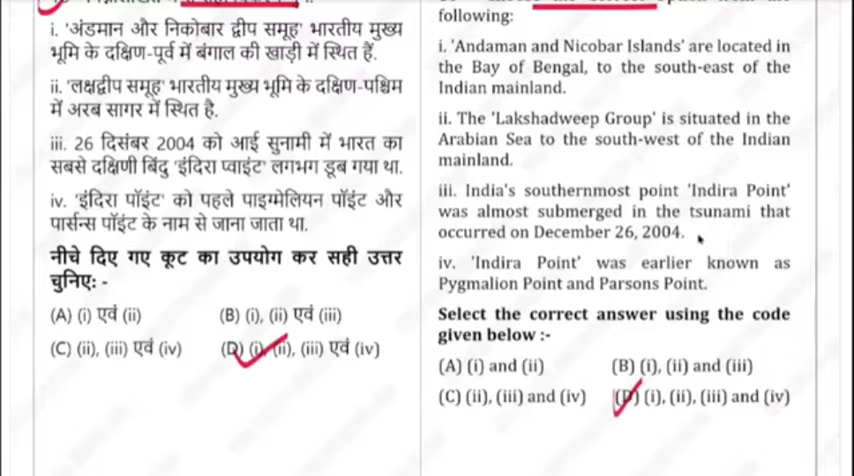 i. 'अंडमान और निकोबार द्वीप समूह' भारतीय मुख्य
भूमि के दक्षिण-पूर्व में बंगाल की खाड़ी में स्थित हैं.
ii. 'लक्षद्वीप समूह' भारतीय मुख्य भूमि के दक्षिण-पश्चिम
में अरब सागर में स्थित है.
iii. 26 दिसंबर 2004 को आई सुनामी में भारत का
सबसे दक्षिणी बिंदु 'इंदिरा प्वाइंट' लगभग डूब गया था.
iv. 'इंदिरा पॉइंट' को पहले पाइग्मेलियन पॉइंट और
पार्सन्स पॉइंट के नाम से जाना जाता था.
नीचे दिए गए कूट का उपयोग कर सही उत्तर
चुनिए: -
(A) (i) एवं (ii) (B) (i), (ii) एवं (iii)
(C) (ii), (iii) एवं (iv) (D) (i), (ii), (iii) एवं (iv)
following:
i. 'Andaman and Nicobar Islands' are located in
the Bay of Bengal, to the south-east of the
Indian mainland.
ii. The 'Lakshadweep Group' is situated in the
Arabian Sea to the south-west of the Indian
mainland.
iii. India's southernmost point 'Indira Point'
was almost submerged in the tsunami that
occurred on December 26, 2004.
iv. 'Indira Point' was earlier known as
Pygmalion Point and Parsons Point.
Select the correct answer using the code
given below :-
(A) (i) and (ii) (B) (i), (ii) and (iii)
(C) (ii), (iii) and (iv) (D) (i), (ii), (iii) and (iv)